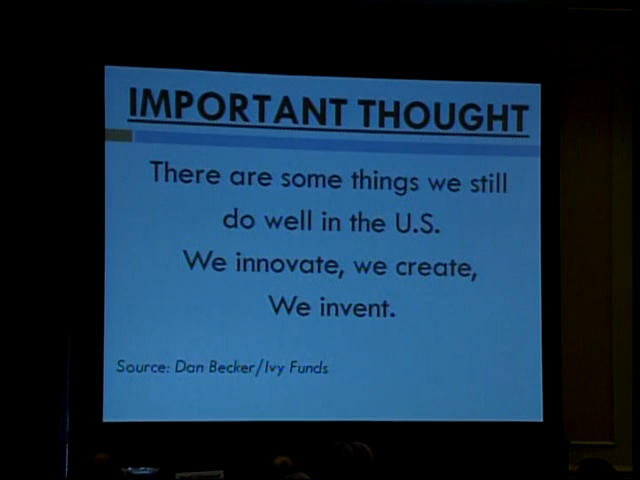 IMPORTANT THOUGHT
There are some things we still
do well in the U.S.
We innovate, we create,
We invent.
Source: Dan Becker/Ivy Funds